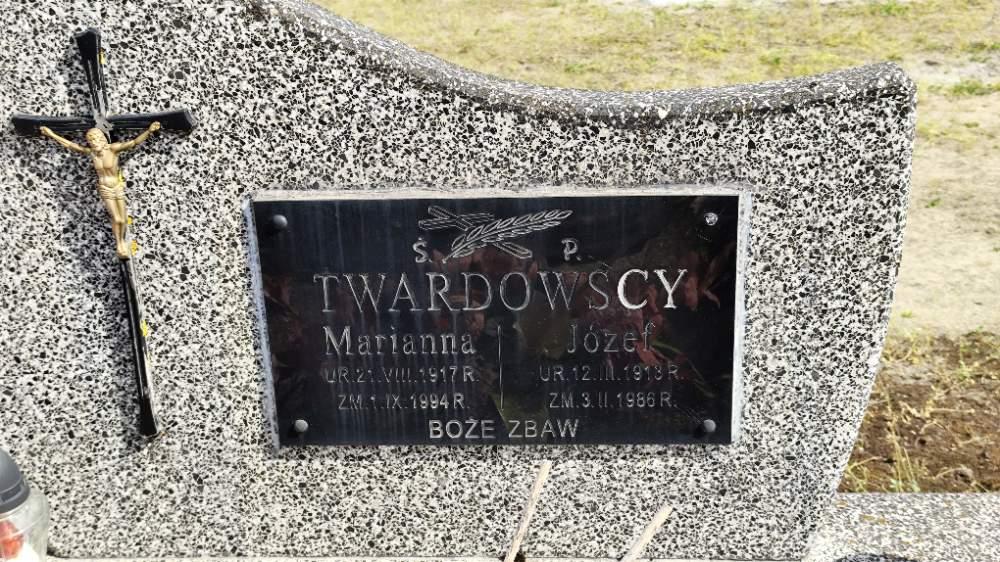 Ś. P.
TWARDOWSCY
Marianna Józef
UR. 21. VIII. 1917 R. UR. 12. III. 1913 R.
ZM. 1. IX. 1994 R. ZM. 3. II. 1986 R.
BOŻE ZBAW